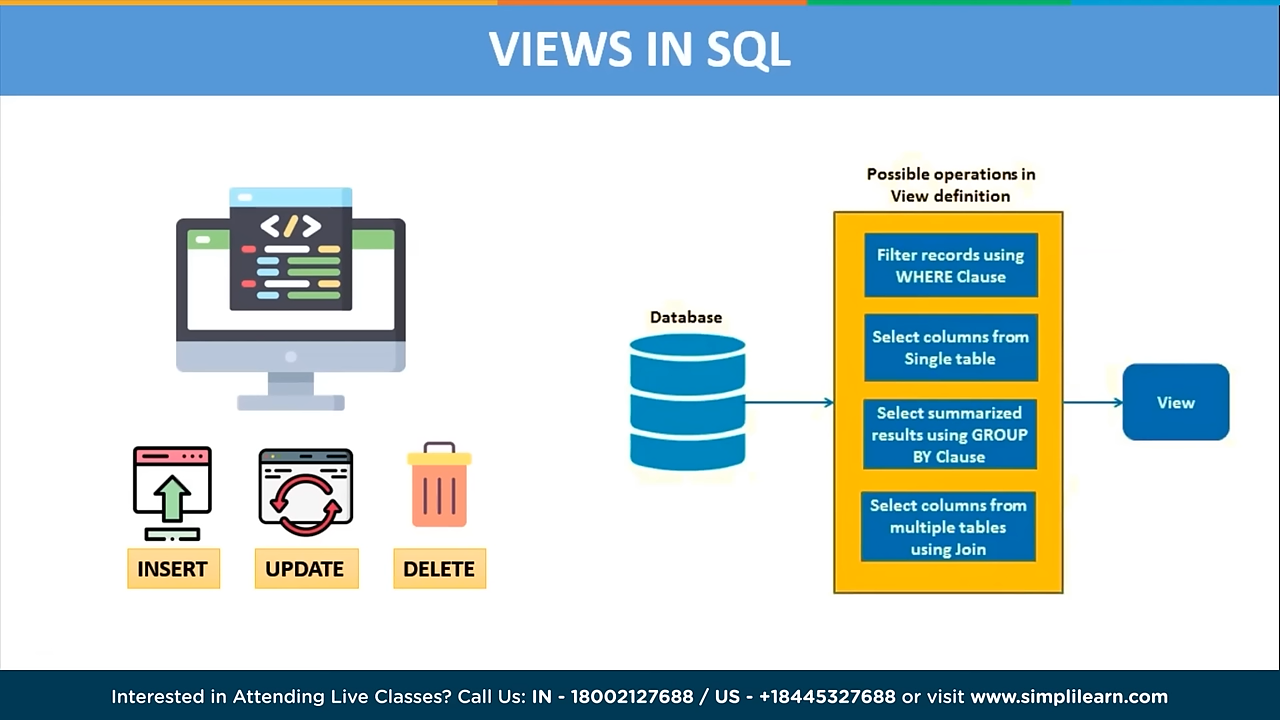 VIEWS IN SQL
</>
INSERT
UPDATE
DELETE
Database
Possible operations in
View definition
Filter records using
WHERE Clause
Select columns from
Single table
Select summarized
results using GROUP
BY Clause
Select columns from
multiple tables
using Join
View
Interested in Attending Live Classes? Call Us: IN - 18002127688 / US - +18445327688 or visit www.simplilearn.com